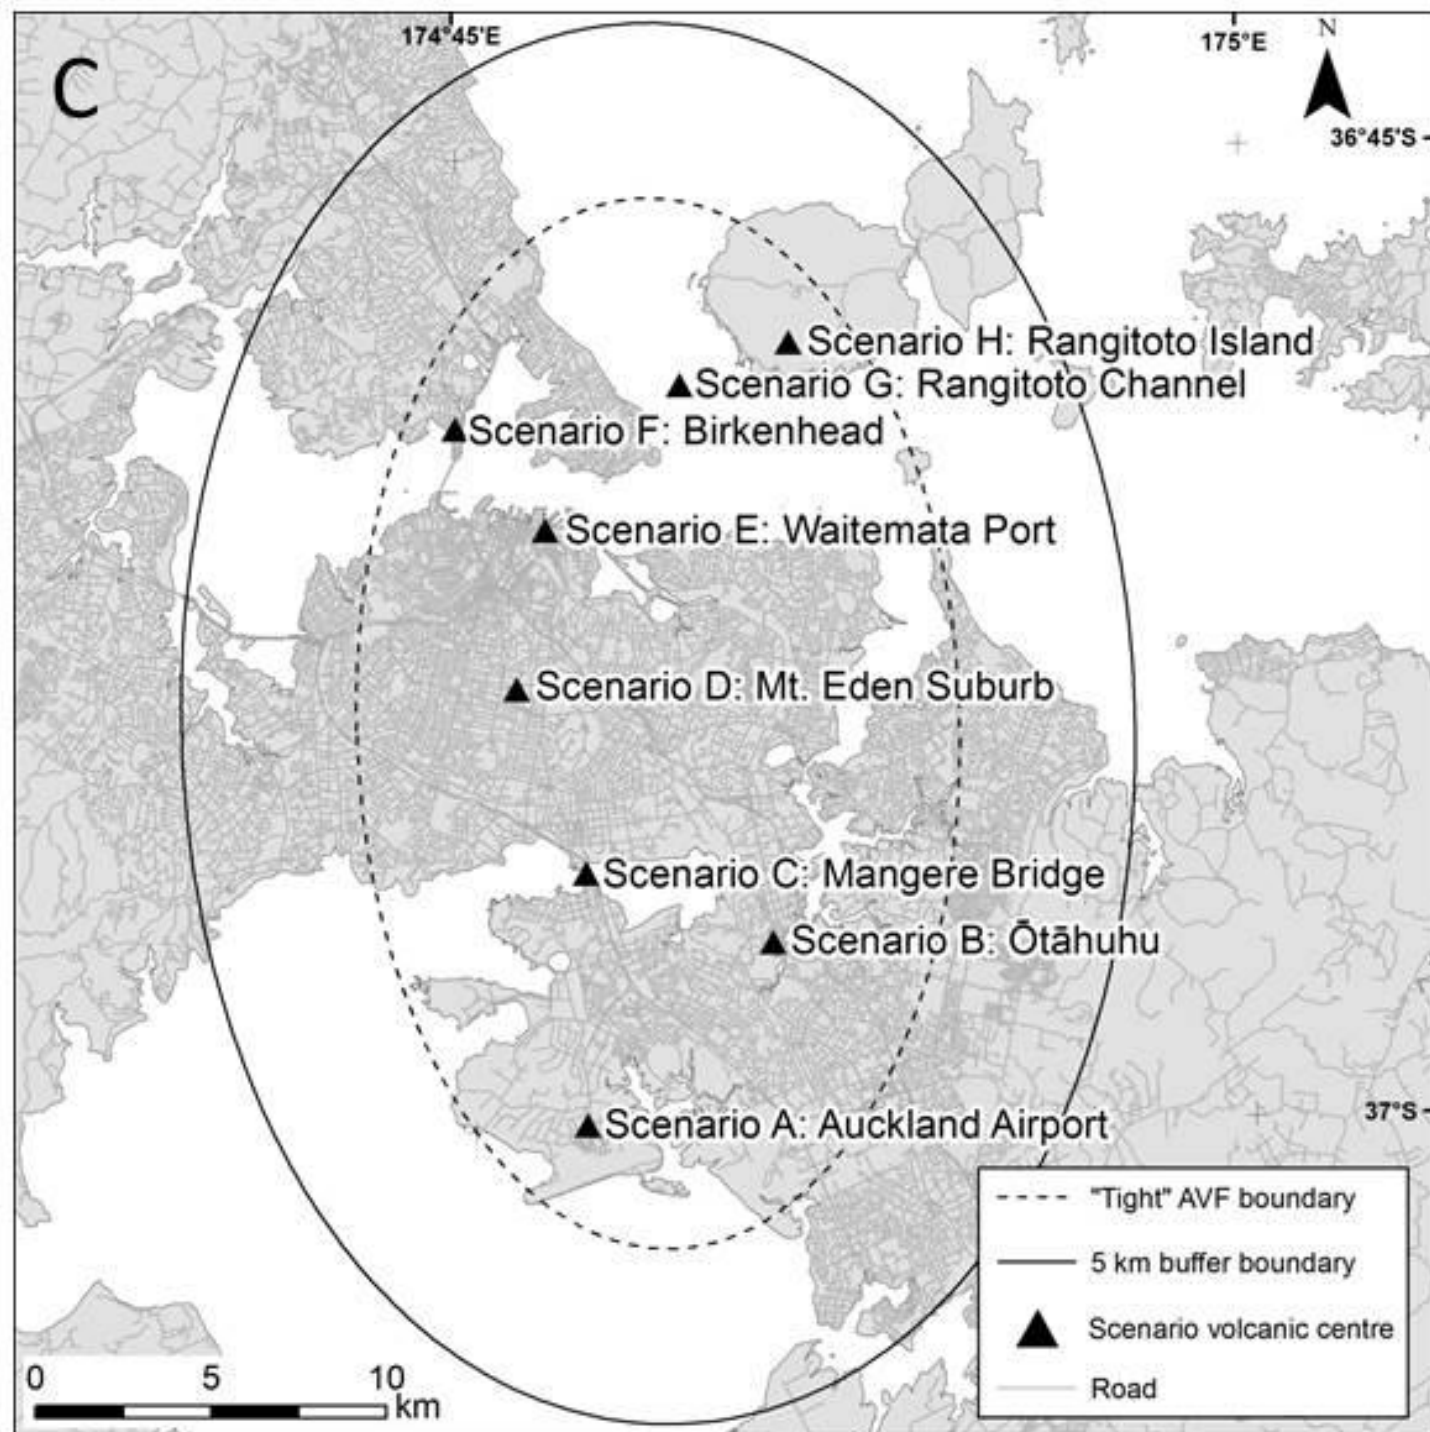 174°45'E
175°E
N
C
36°45'S
Scenario H: Rangitoto Island
Scenario G: Rangitoto Channel
Scenario F: Birkenhead
Scenario E: Waitemata Port
Scenario D: Mt. Eden Suburb
Scenario C: Mangere Bridge
Scenario B: Ōtāhuhu
37°S
Scenario A: Auckland Airport
"Tight" AVF boundary
5 km buffer boundary
Scenario volcanic centre
Road
0 5 10
km